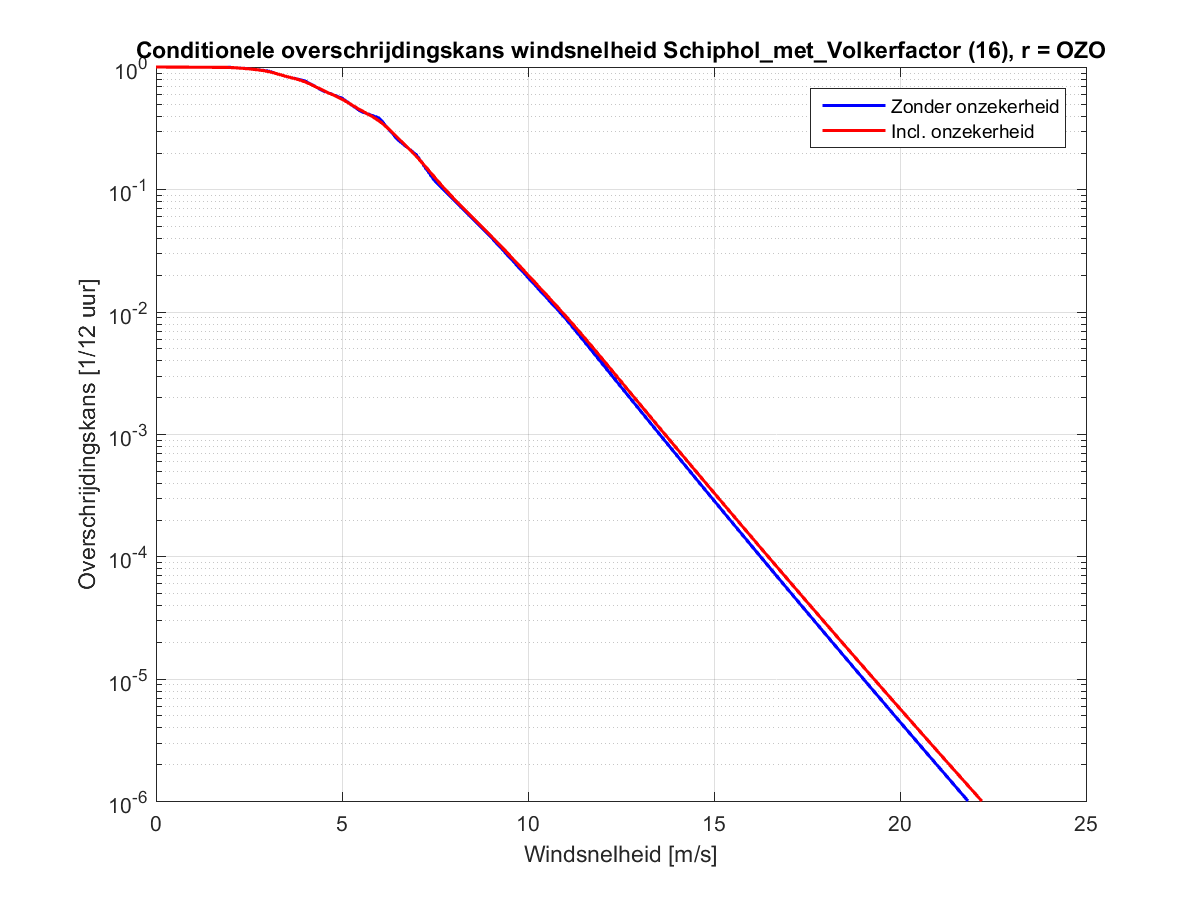 Conditionele overschrijdingskans windsnelheid Schiphol_met_Volkerfactor (16), r = OZO
Zonder onzekerheid
Incl. onzekerheid
Overschrijdingskans [1/12 uur]
10^0
10^-1
10^-2
10^-3
10^-4
10^-5
10^-6
0 5 10 15 20 25
Windsnelheid [m/s]